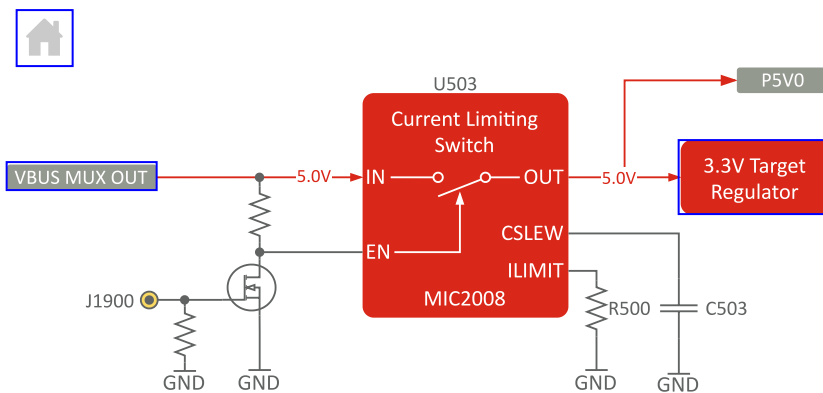 U503
P5V0
Current Limiting
Switch
VBUS MUX OUT
5.0V
IN
OUT
5.0V
3.3V Target
Regulator
CSLEW
EN
ILIMIT
MIC2008
J1900
R500
C503
GND
GND
GND
GND